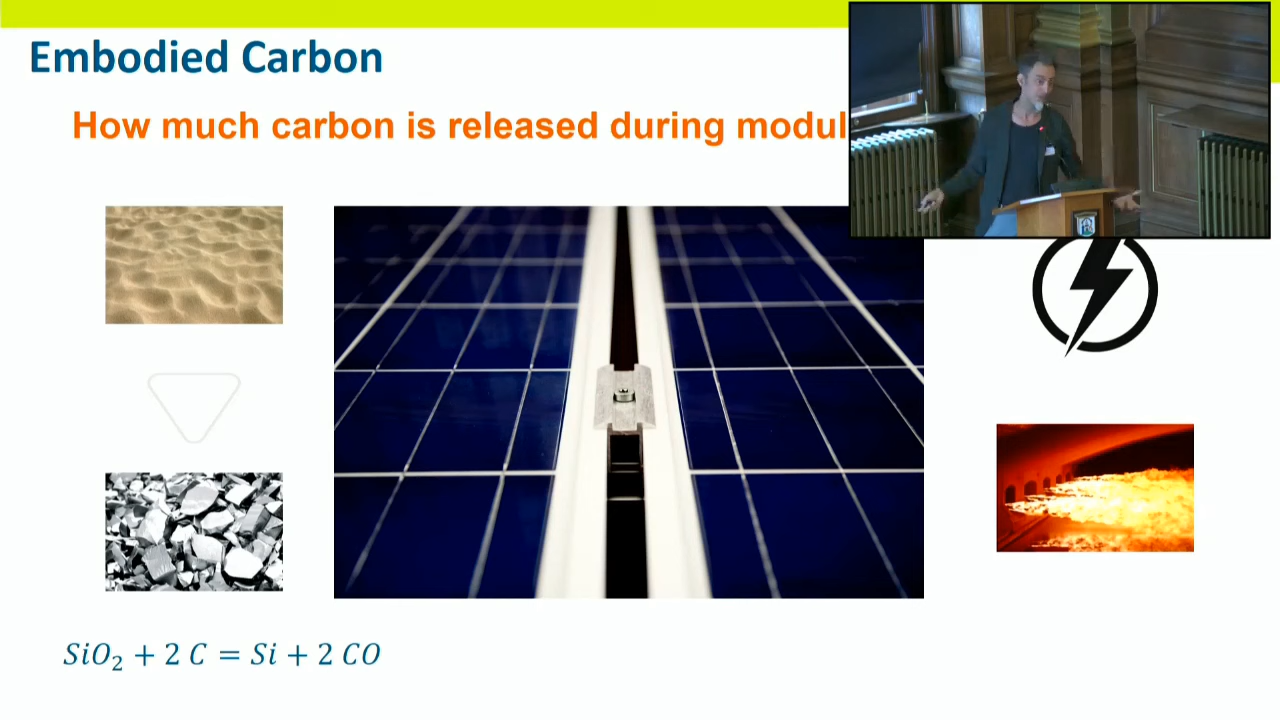 Embodied Carbon
How much carbon is released during modul
SiO₂ + 2 C = Si + 2 CO